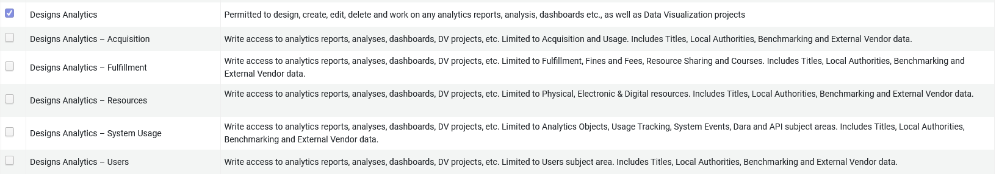 Designs Analytics Permitted to design, create, edit, delete and work on any analytics reports, analysis, dashboards etc., as well as Data Visualization projects
Designs Analytics – Acquisition Write access to analytics reports, analyses, dashboards, DV projects, etc. Limited to Acquisition and Usage. Includes Titles, Local Authorities, Benchmarking and External Vendor data.
Designs Analytics – Fulfillment Write access to analytics reports, analyses, dashboards, DV projects, etc. Limited to Fulfillment, Fines and Fees, Resource Sharing and Courses. Includes Titles, Local Authorities, Benchmarking and
External Vendor data.
Designs Analytics – Resources Write access to analytics reports, analyses, dashboards, DV projects, etc. Limited to Physical, Electronic & Digital resources. Includes Titles, Local Authorities, Benchmarking and External Vendor data.
Designs Analytics – System Usage Write access to analytics reports, analyses, dashboards, DV projects, etc. Limited to Analytics Objects, Usage Tracking, System Events, Dara and API subject areas. Includes Titles, Local Authorities,
Benchmarking and External Vendor data.
Designs Analytics – Users Write access to analytics reports, analyses, dashboards, DV projects, etc. Limited to Users subject area. Includes Titles, Local Authorities, Benchmarking and External Vendor data.